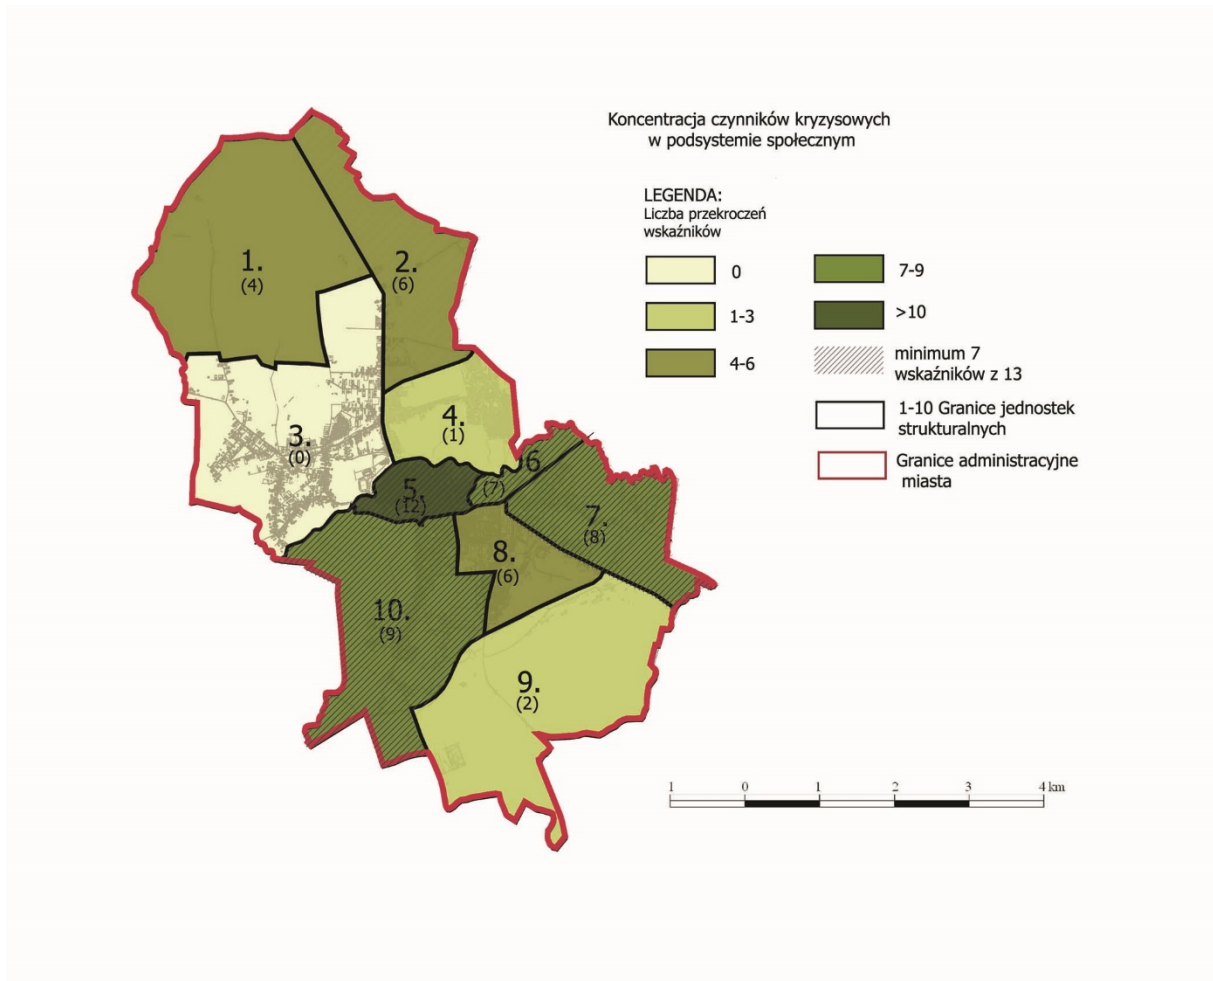 Koncentracja czynników kryzysowych
w podsystemie społecznym
LEGENDA:
Liczba przekroczeń
wskaźników
0
1-3
4-6
7-9
>10
minimum 7
wskaźników z 13
1-10 Granice jednostek
strukturalnych
Granice administracyjne
miasta
1.
(4)
2.
(6)
3.
(0)
4.
(1)
5.
(12)
6
(7)
7.
(8)
8.
(6)
9.
(2)
10.
(9)
1 0 1 2 3 4 km